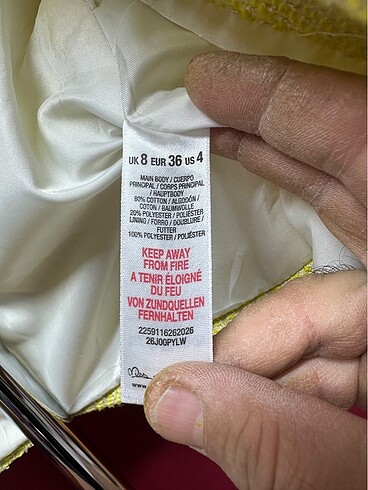 UK 8 EUR 36 US 4
MAIN BODY / CUERPO
PRINCIPAL / CORPS PRINCIPAL
/ HAUPTBODY
80% COTTON / ALGODÓN /
COTON / BAUMWOLLE
20% POLYESTER / POLIÉSTER
LINING / FORRO / DOUBLURE /
FUTTER
100% POLYESTER / POLIÉSTER
KEEP AWAY
FROM FIRE
A TENIR ÉLOIGNÉ
DU FEU
VON ZUNDQUELLEN
FERNHALTEN
2259116262026
26J00PYLW
www.